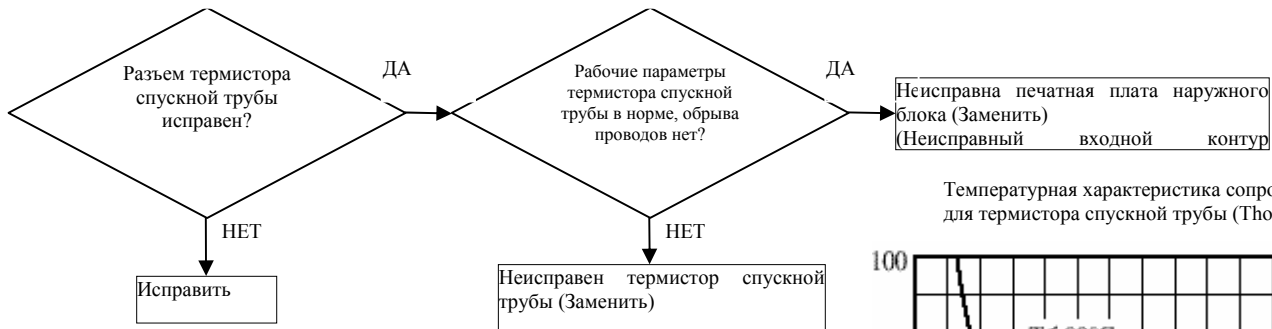 Разъем термистора
спускной трубы
исправен?
ДА
Рабочие параметры
термистора спускной
трубы в норме, обрыва
проводов нет?
ДА
Неисправна печатная плата наружного
блока (Заменить)
(Неисправный входной контур
НЕТ
Исправить
НЕТ
Неисправен термистор спускной
трубы (Заменить)
Температурная характеристика сопро
для термистора спускной трубы (Tho
100